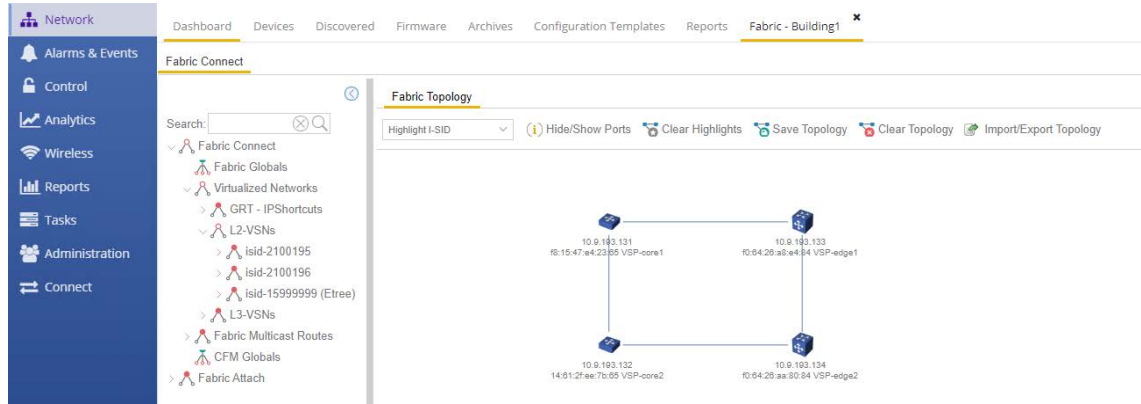 Network
Alarms & Events
Control
Analytics
Wireless
Reports
Tasks
Administration
Connect
Dashboard Devices Discovered Firmware Archives Configuration Templates Reports Fabric - Building1
Fabric Connect
Search:
Fabric Connect
Fabric Globals
Virtualized Networks
GRT - IPShortcuts
L2-VSNs
isid-2100195
isid-2100196
isid-15999999 (Etree)
L3-VSNs
Fabric Multicast Routes
CFM Globals
Fabric Attach
Fabric Topology
Highlight I-SID Hide/Show Ports Clear Highlights Save Topology Clear Topology Import/Export Topology
10.9.193.131
f8:15:47:e4:23:65 VSP-core1
10.9.193.133
f0:64:26:a8:e4:84 VSP-edge1
10.9.193.132
14:61:2f:ee:7b:65 VSP-core2
10.9.193.134
f0:64:26:aa:80:84 VSP-edge2